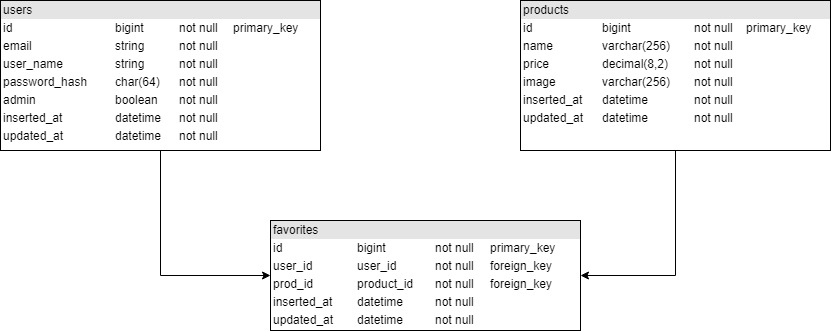 users
id bigint not null primary_key
email string not null
user_name string not null
password_hash char(64) not null
admin boolean not null
inserted_at datetime not null
updated_at datetime not null
products
id bigint not null primary_key
name varchar(256) not null
price decimal(8,2) not null
image varchar(256) not null
inserted_at datetime not null
updated_at datetime not null
favorites
id bigint not null primary_key
user_id user_id not null foreign_key
prod_id product_id not null foreign_key
inserted_at datetime not null
updated_at datetime not null